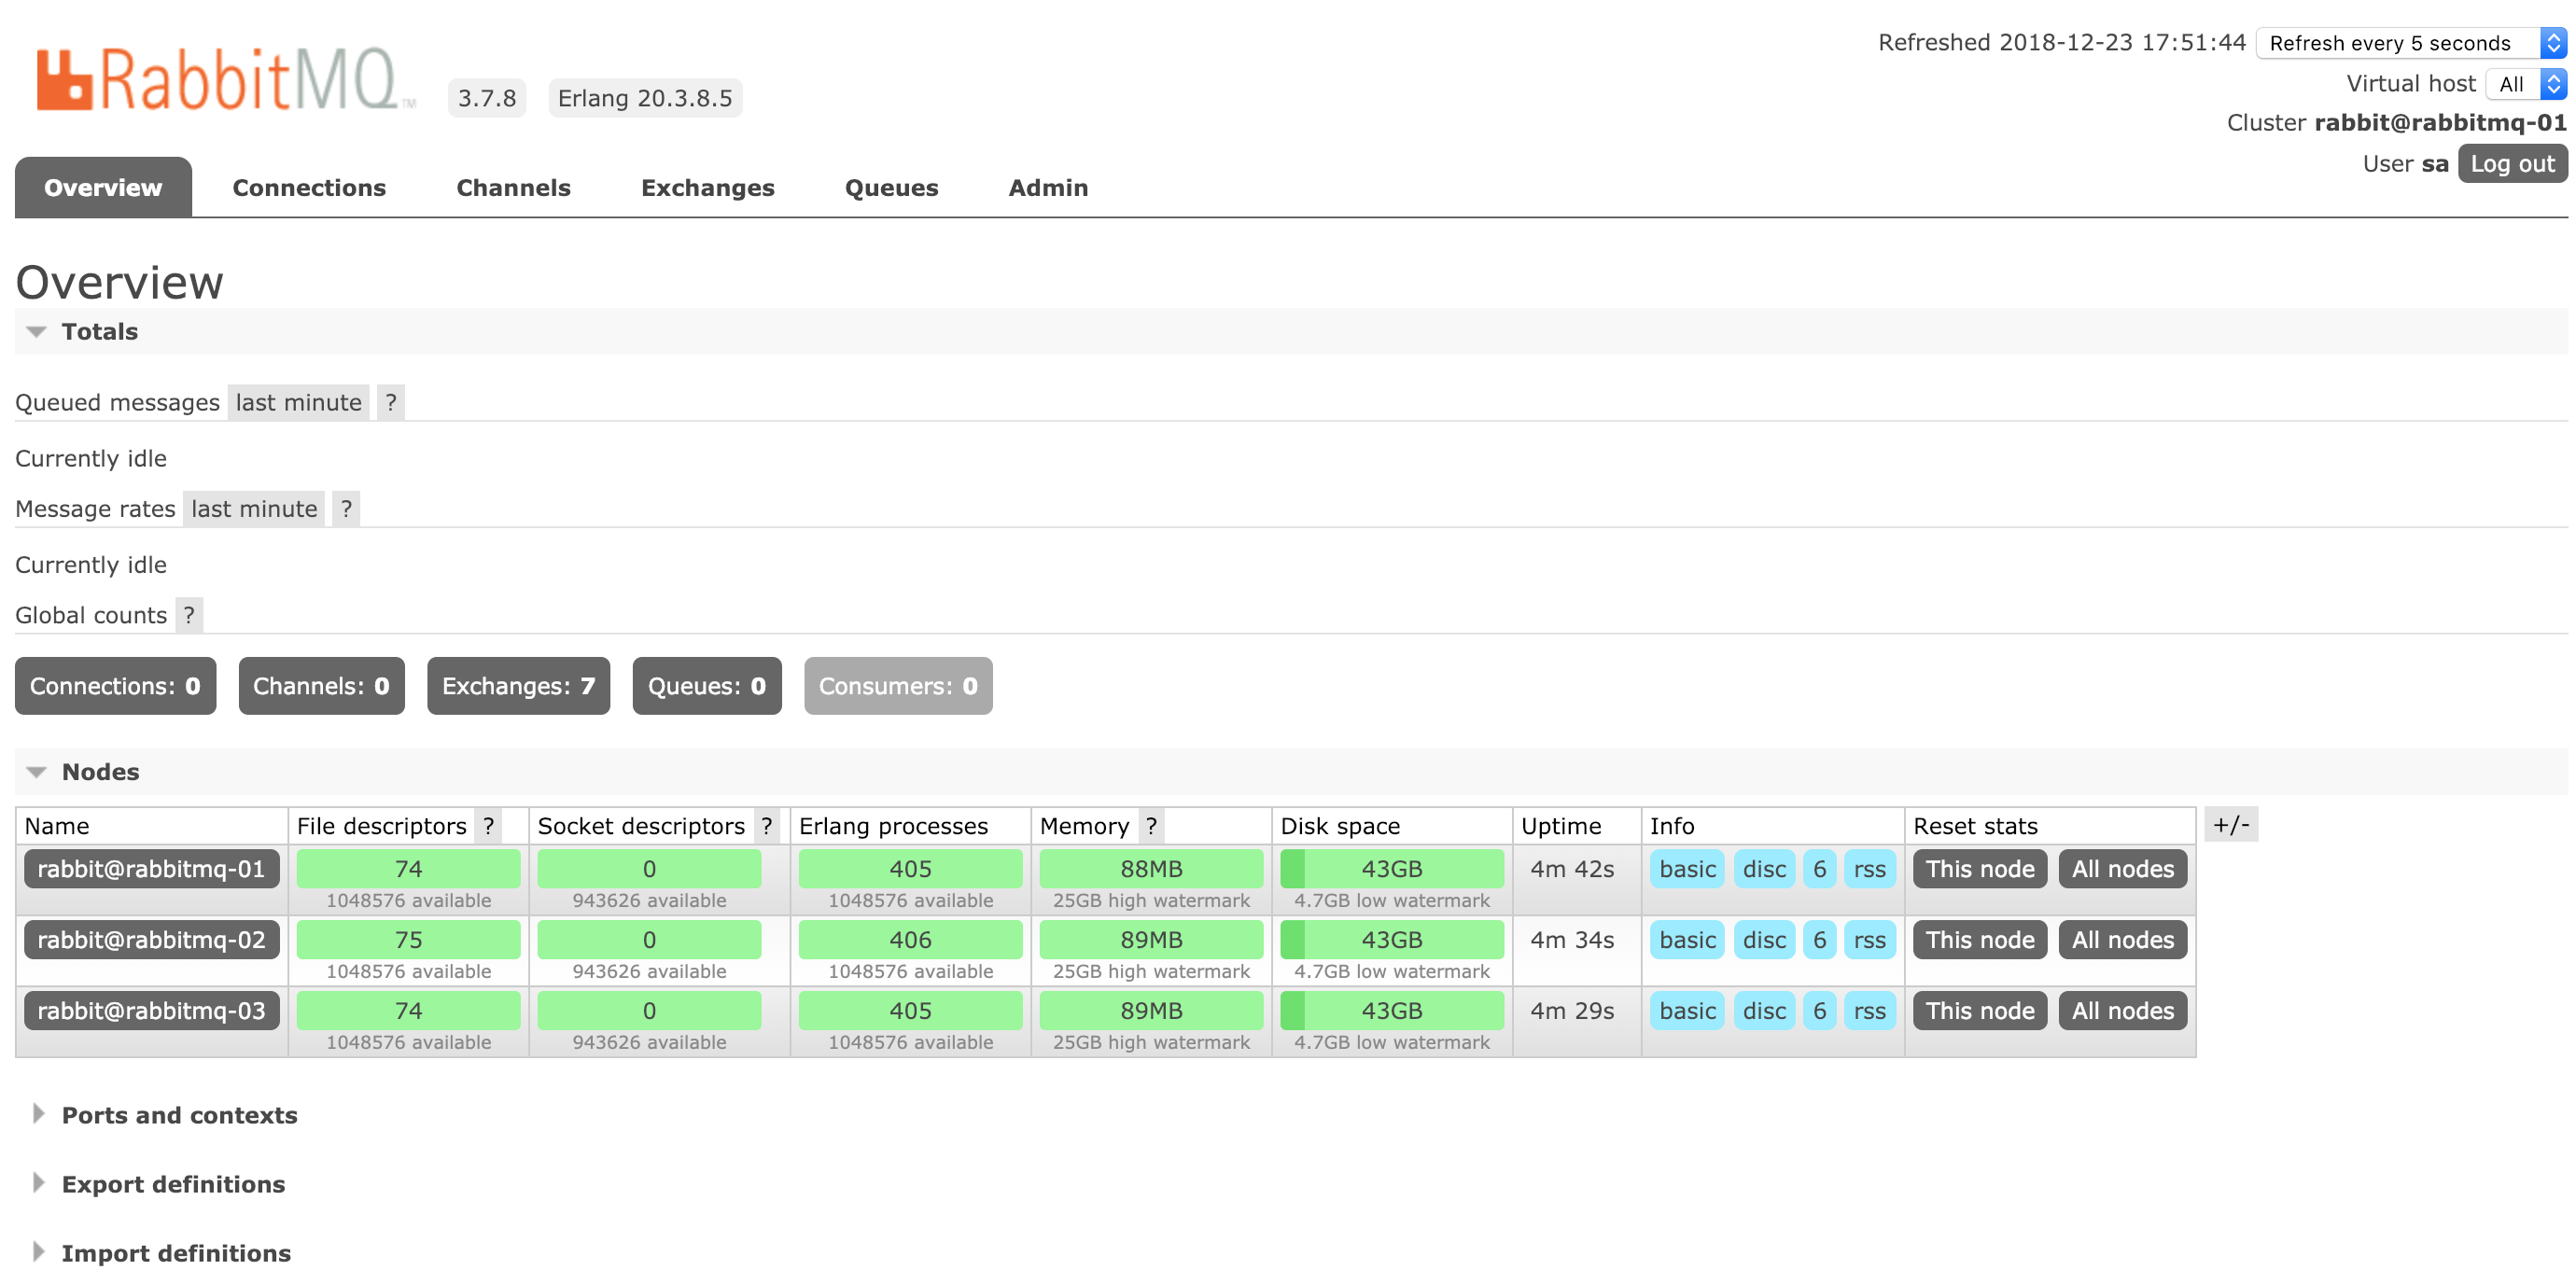 RabbitMQ™ 3.7.8 Erlang 20.3.8.5
Refreshed 2018-12-23 17:51:44 Refresh every 5 seconds
Virtual host All
Cluster rabbit@rabbitmq-01
User sa Log out
Overview Connections Channels Exchanges Queues Admin
Overview
Totals
Queued messages last minute ?
Currently idle
Message rates last minute ?
Currently idle
Global counts ?
Connections: 0 Channels: 0 Exchanges: 7 Queues: 0 Consumers: 0
Nodes
Name File descriptors ? Socket descriptors ? Erlang processes Memory ? Disk space Uptime Info Reset stats +/-
rabbit@rabbitmq-01 74 0 405 88MB 43GB 4m 42s basic disc 6 rss This node All nodes
1048576 available 943626 available 1048576 available 25GB high watermark 4.7GB low watermark
rabbit@rabbitmq-02 75 0 406 89MB 43GB 4m 34s basic disc 6 rss This node All nodes
1048576 available 943626 available 1048576 available 25GB high watermark 4.7GB low watermark
rabbit@rabbitmq-03 74 0 405 89MB 43GB 4m 29s basic disc 6 rss This node All nodes
1048576 available 943626 available 1048576 available 25GB high watermark 4.7GB low watermark
Ports and contexts
Export definitions
Import definitions